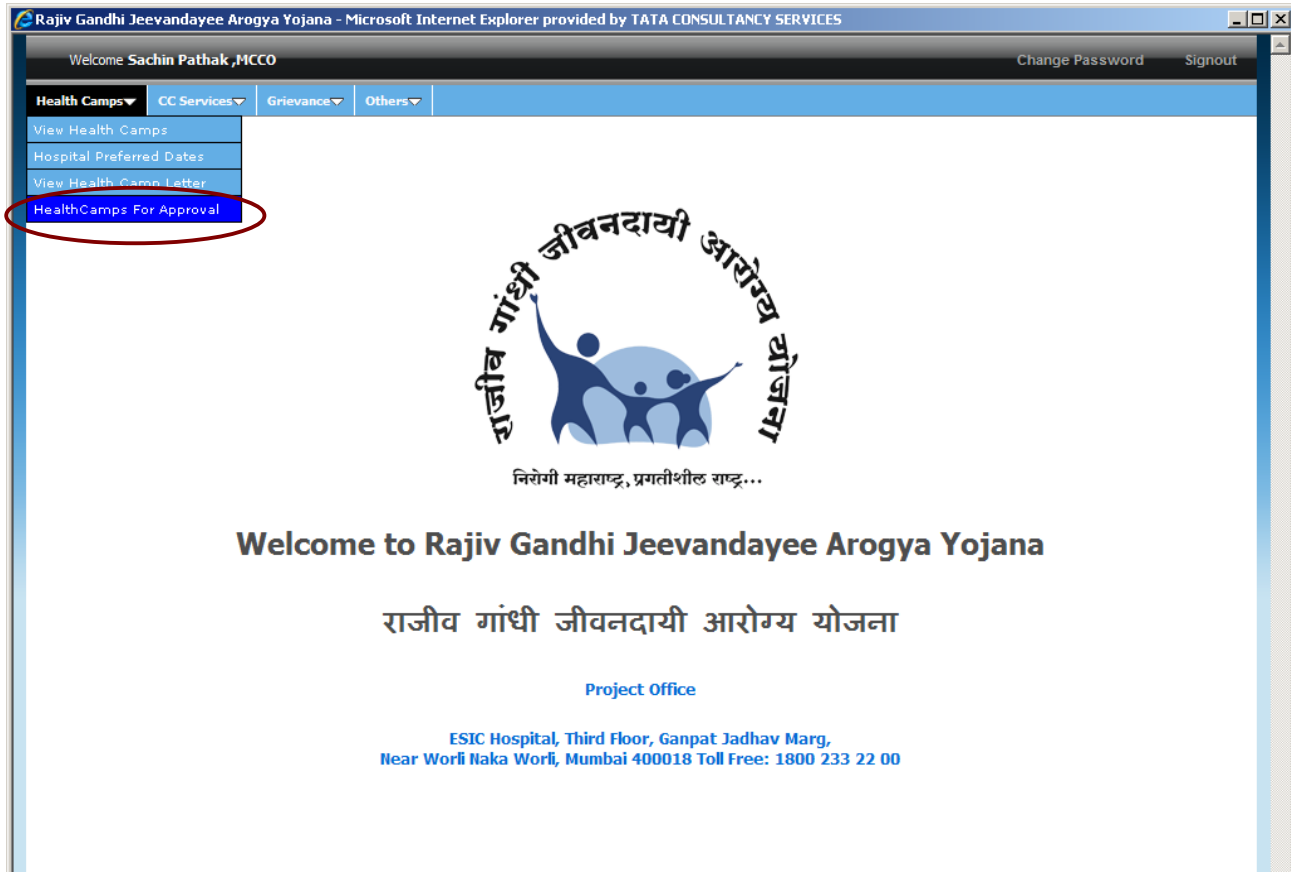 Rajiv Gandhi Jeevandayee Arogya Yojana - Microsoft Internet Explorer provided by TATA CONSULTANCY SERVICES
Welcome Sachin Pathak ,MCCO Change Password Signout
Health Camps CC Services Grievance Others
View Health Camps
Hospital Preferred Dates
View Health Camp Letter
HealthCamps For Approval
राजीव गांधी जीवनदायी आरोग्य योजना
निरोगी महाराष्ट्र, प्रगतीशील राष्ट्र...
Welcome to Rajiv Gandhi Jeevandayee Arogya Yojana
राजीव गांधी जीवनदायी आरोग्य योजना
Project Office
ESIC Hospital, Third Floor, Ganpat Jadhav Marg,
Near Worli Naka Worli, Mumbai 400018 Toll Free: 1800 233 22 00